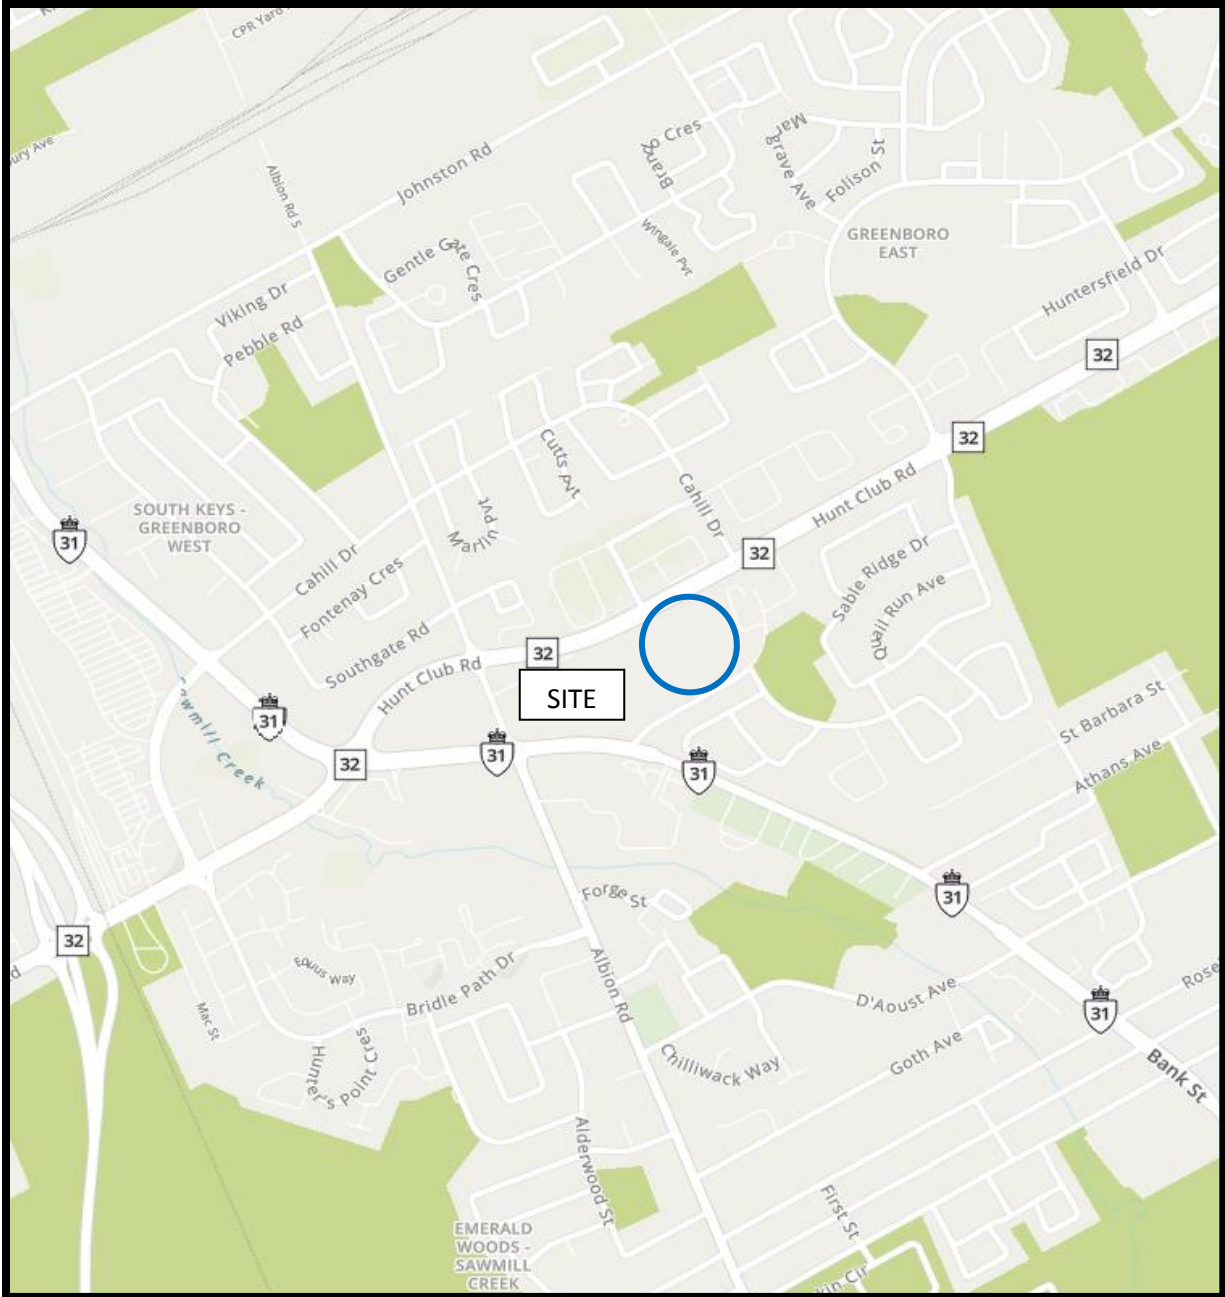 CPR Yard
Albion Rd S
Johnston Rd
Brang
o Cres
Mar
grave Ave
Folison
St
GREENBORO
EAST
Wingale Pvt
Gentle Gate Cres
Huntersfield Dr
Viking Dr
Pebble Rd
32
32
Cutts Pvt
Cahill Dr
Hunt Club Rd
SOUTH KEYS -
GREENBORO
WEST
Marlin Pvt
31
32
Cahill Dr
Fontenay Cres
Sable Ridge Dr
Quail Run Ave
Southgate Rd
Hunt Club Rd
32
SITE
St Barbara St
Athans Ave
31
Sawmill Creek
32
31
31
Forge St
31
32
Equus Way
Bridle Path Dr
Albion Rd
D'Aoust Ave
Mac St
Hunter's Point Cres
Chilliwack Way
Goth Ave
31
Bank St
Alderwood St
First St
EMERALD
WOODS -
SAWMILL
CREEK
kin Cir